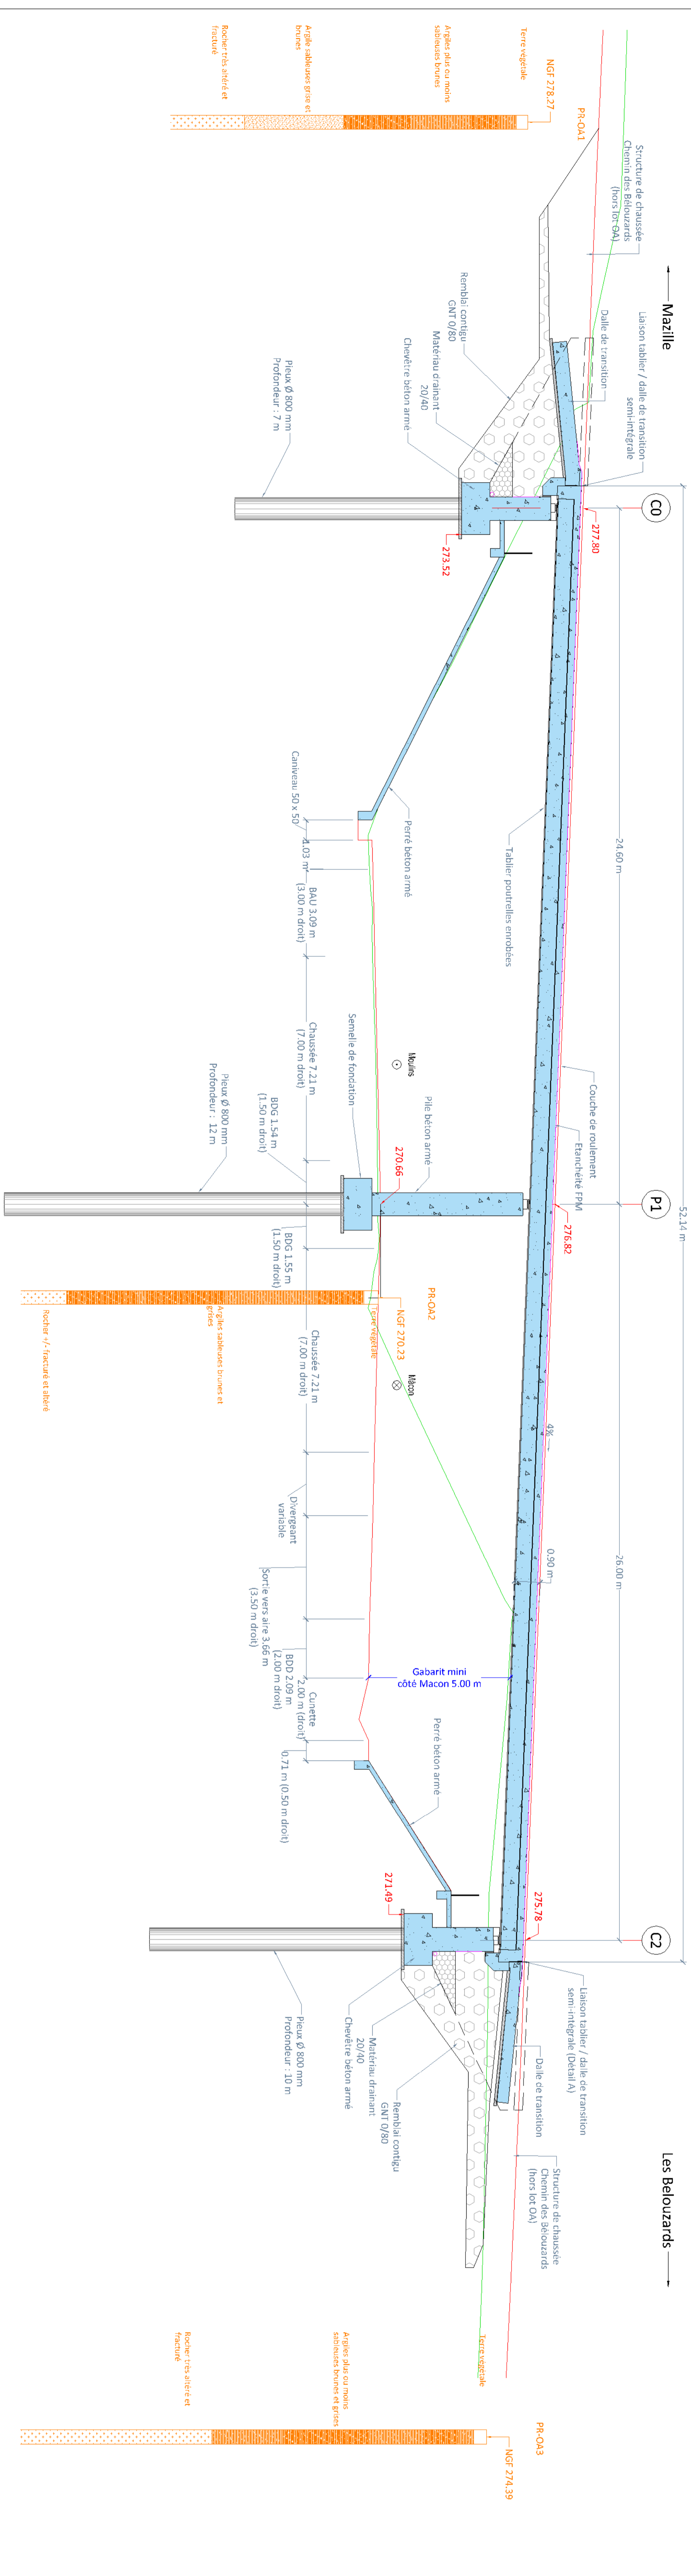 Mazille
Les Belouzards
C0
P1
C2
52.14 m
24.60 m
26.00 m
Structure de chaussée
Chemin des Bélouzards
(hors lot OA)
Dalle de transition
Liaison tablier / dalle de transition
semi-intégrale
277.80
Couche de roulement
Etanchéité FPM
276.82
4%
0.90 m
275.78
Liaison tablier / dalle de transition
semi-intégrale (Détail A)
Dalle de transition
Structure de chaussée
Chemin des Bélouzards
(hors lot OA)
PR-OA1
NGF 278.27
Terre végétale
Argiles plus ou moins
sableuses brunes
Argile sableuses grise et
brunes
Rocher très altéré et
fracturé
Remblai contigu
GNT 0/80
Matériau drainant
20/40
Chevêtre béton armé
273.52
Pieux Ø 800 mm
Profondeur : 7 m
Tablier poutrelles enrobées
Perré béton armé
Caniveau 50 x 50
1.03 m
BAU 3.09 m
(3.00 m droit)
Chaussée 7.21 m
(7.00 m droit)
BDG 1.54 m
(1.50 m droit)
Moulins
Semelle de fondation
Pile béton armé
270.66
Pieux Ø 800 mm
Profondeur : 12 m
BDG 1.55 m
(1.50 m droit)
PR-OA2
NGF 270.23
Terre végétale
Argiles sableuses brunes et
grises
Rocher +/- fracturé et altéré
Mâcon
Chaussée 7.21 m
(7.00 m droit)
Divergeant
variable
Sortie vers aire 3.66 m
(3.50 m droit)
BDD 2.09 m
(2.00 m droit)
Cunette
2.00 m (droit)
0.71 m (0.50 m droit)
Gabarit mini
côté Macon 5.00 m
Perré béton armé
271.49
Chevêtre béton armé
Matériau drainant
20/40
Remblai contigu
GNT 0/80
Pieux Ø 800 mm
Profondeur : 10 m
PR-OA3
NGF 274.39
Terre végétale
Argiles plus ou moins
sableuses brunes et grises
Rocher très altéré et
fracturé